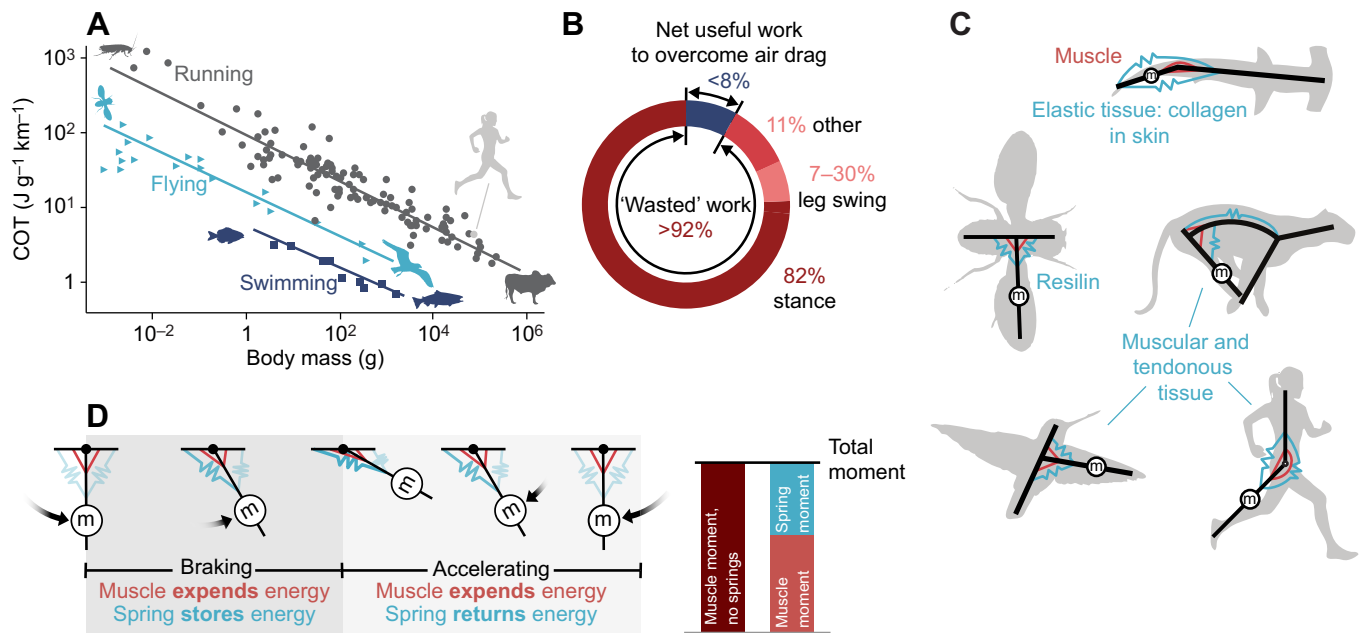 A
COT (J g⁻¹ km⁻¹)
10³
10²
10¹
1
Running
Flying
Swimming
10⁻²
1
10²
10⁴
10⁶
Body mass (g)
B
Net useful work
to overcome air drag
<8%
11% other
7–30%
leg swing
'Wasted' work
>92%
82%
stance
C
Muscle
m
Elastic tissue: collagen
in skin
Resilin
m
m
Muscular and
tendonous
tissue
m
m
D
m
m
m
m
m
Braking
Accelerating
Muscle expends energy
Spring stores energy
Muscle expends energy
Spring returns energy
Total
moment
Muscle moment,
no springs
Spring
moment
Muscle
moment